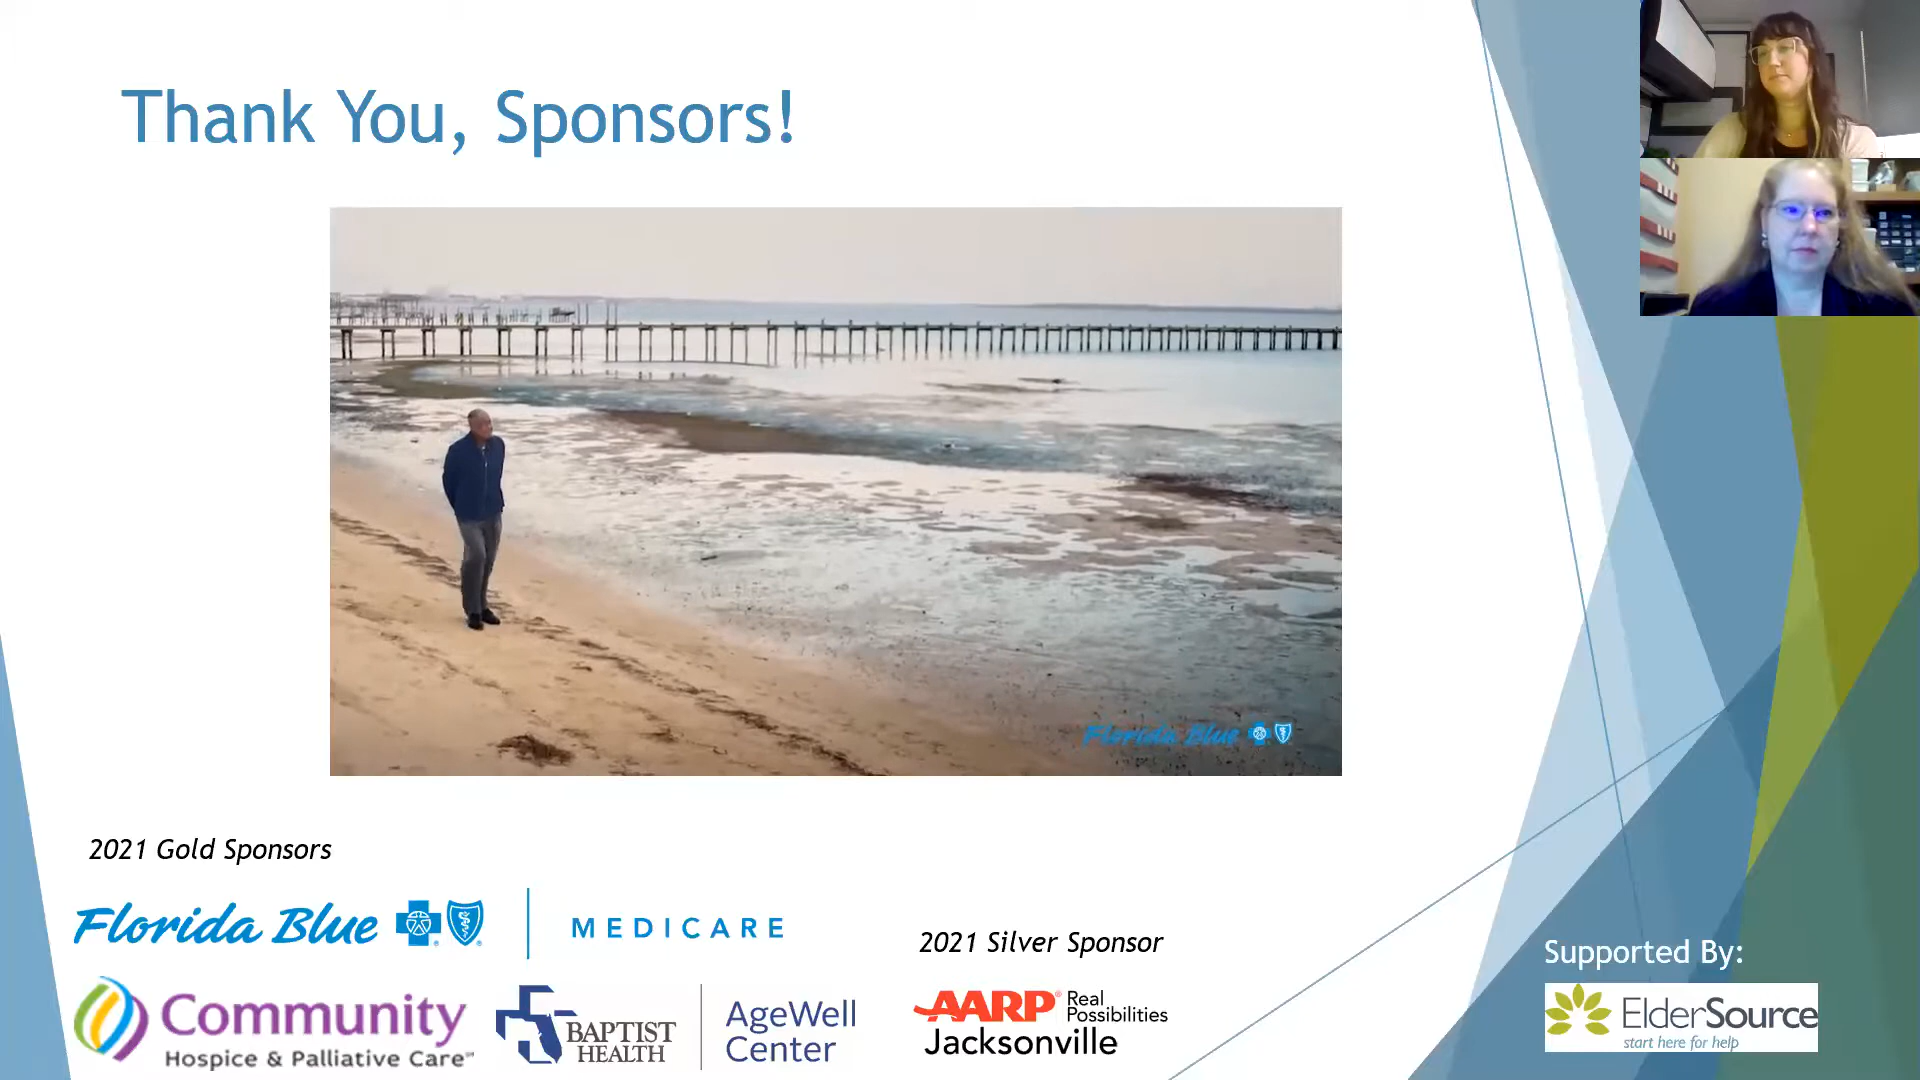 Thank You, Sponsors!
Florida Blue
2021 Gold Sponsors
Florida Blue
MEDICARE
2021 Silver Sponsor
Supported By:
Community
Hospice & Palliative Care℠
BAPTIST
HEALTH
AgeWell
Center
AARP® Real
Possibilities
Jacksonville
ElderSource
start here for help